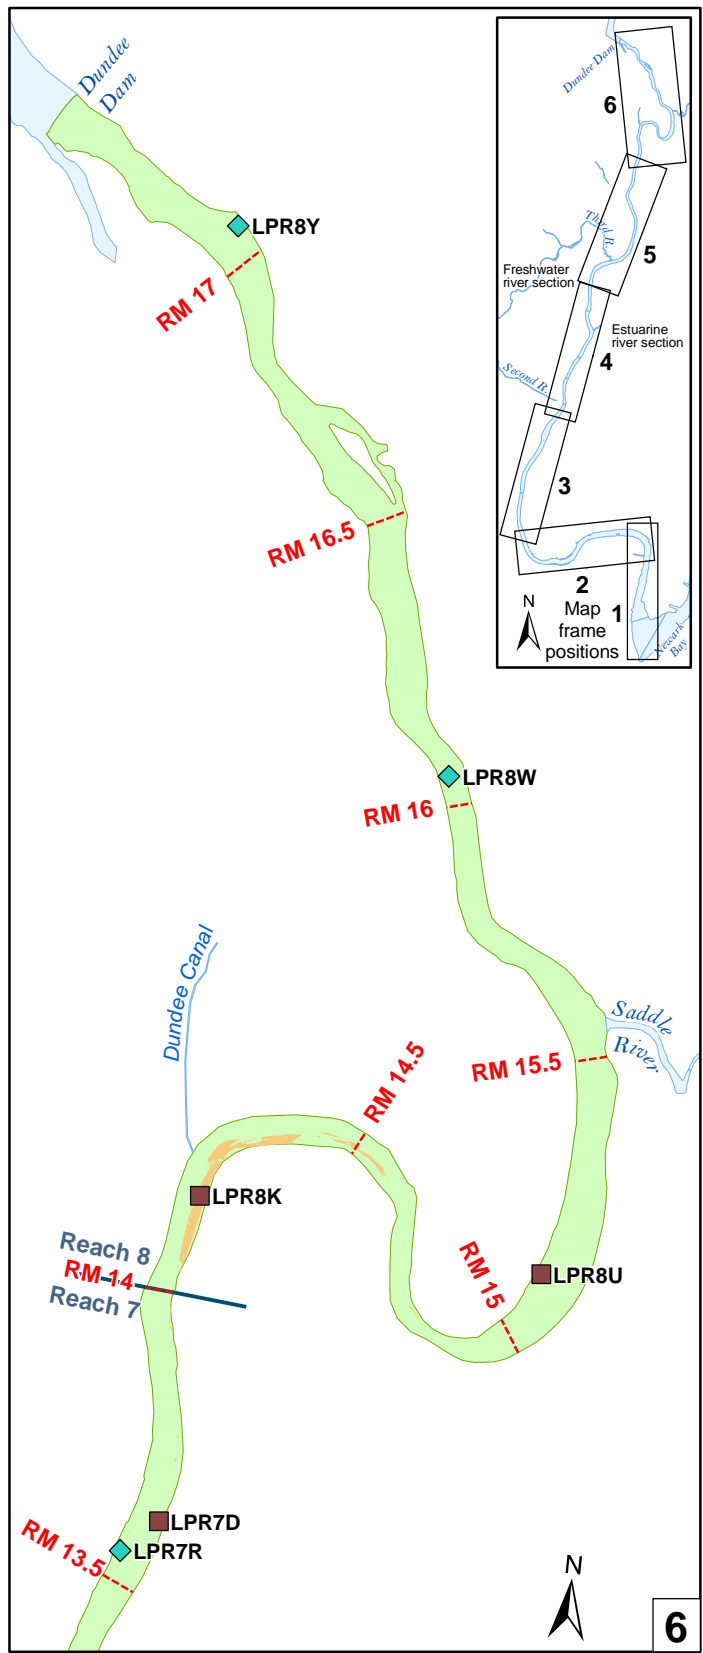 Dundee
Dam
LPR8Y
RM 17
RM 16.5
LPR8W
RM 16
Dundee Canal
Saddle
River
RM 15.5
RM 14.5
LPR8K
Reach 8
RM 14
Reach 7
RM 15
LPR8U
LPR7D
LPR7R
RM 13.5
N
6
Dundee Dam
6
Third R.
5
Freshwater
river section
Estuarine
river section
4
Second R.
3
2
1
N
Map
frame
positions
Newark
Bay